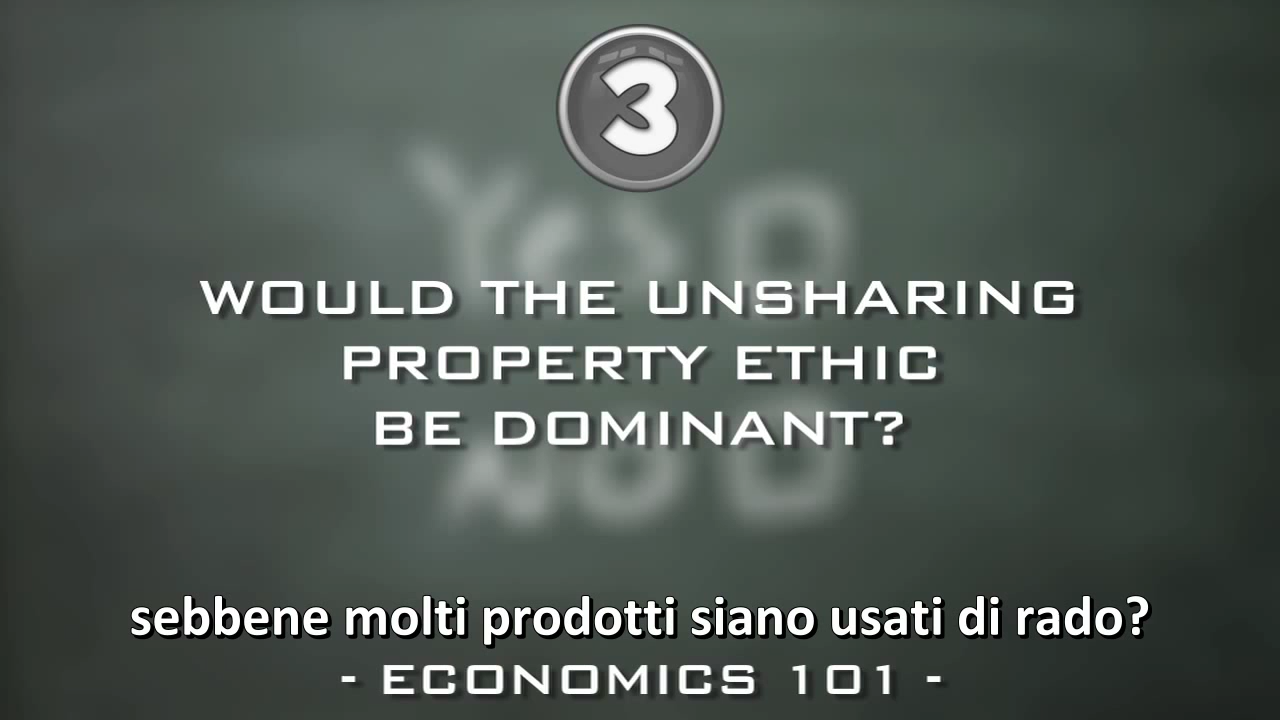 3
WOULD THE UNSHARING
PROPERTY ETHIC
BE DOMINANT?
sebbene molti prodotti siano usati di rado?
- ECONOMICS 101 -